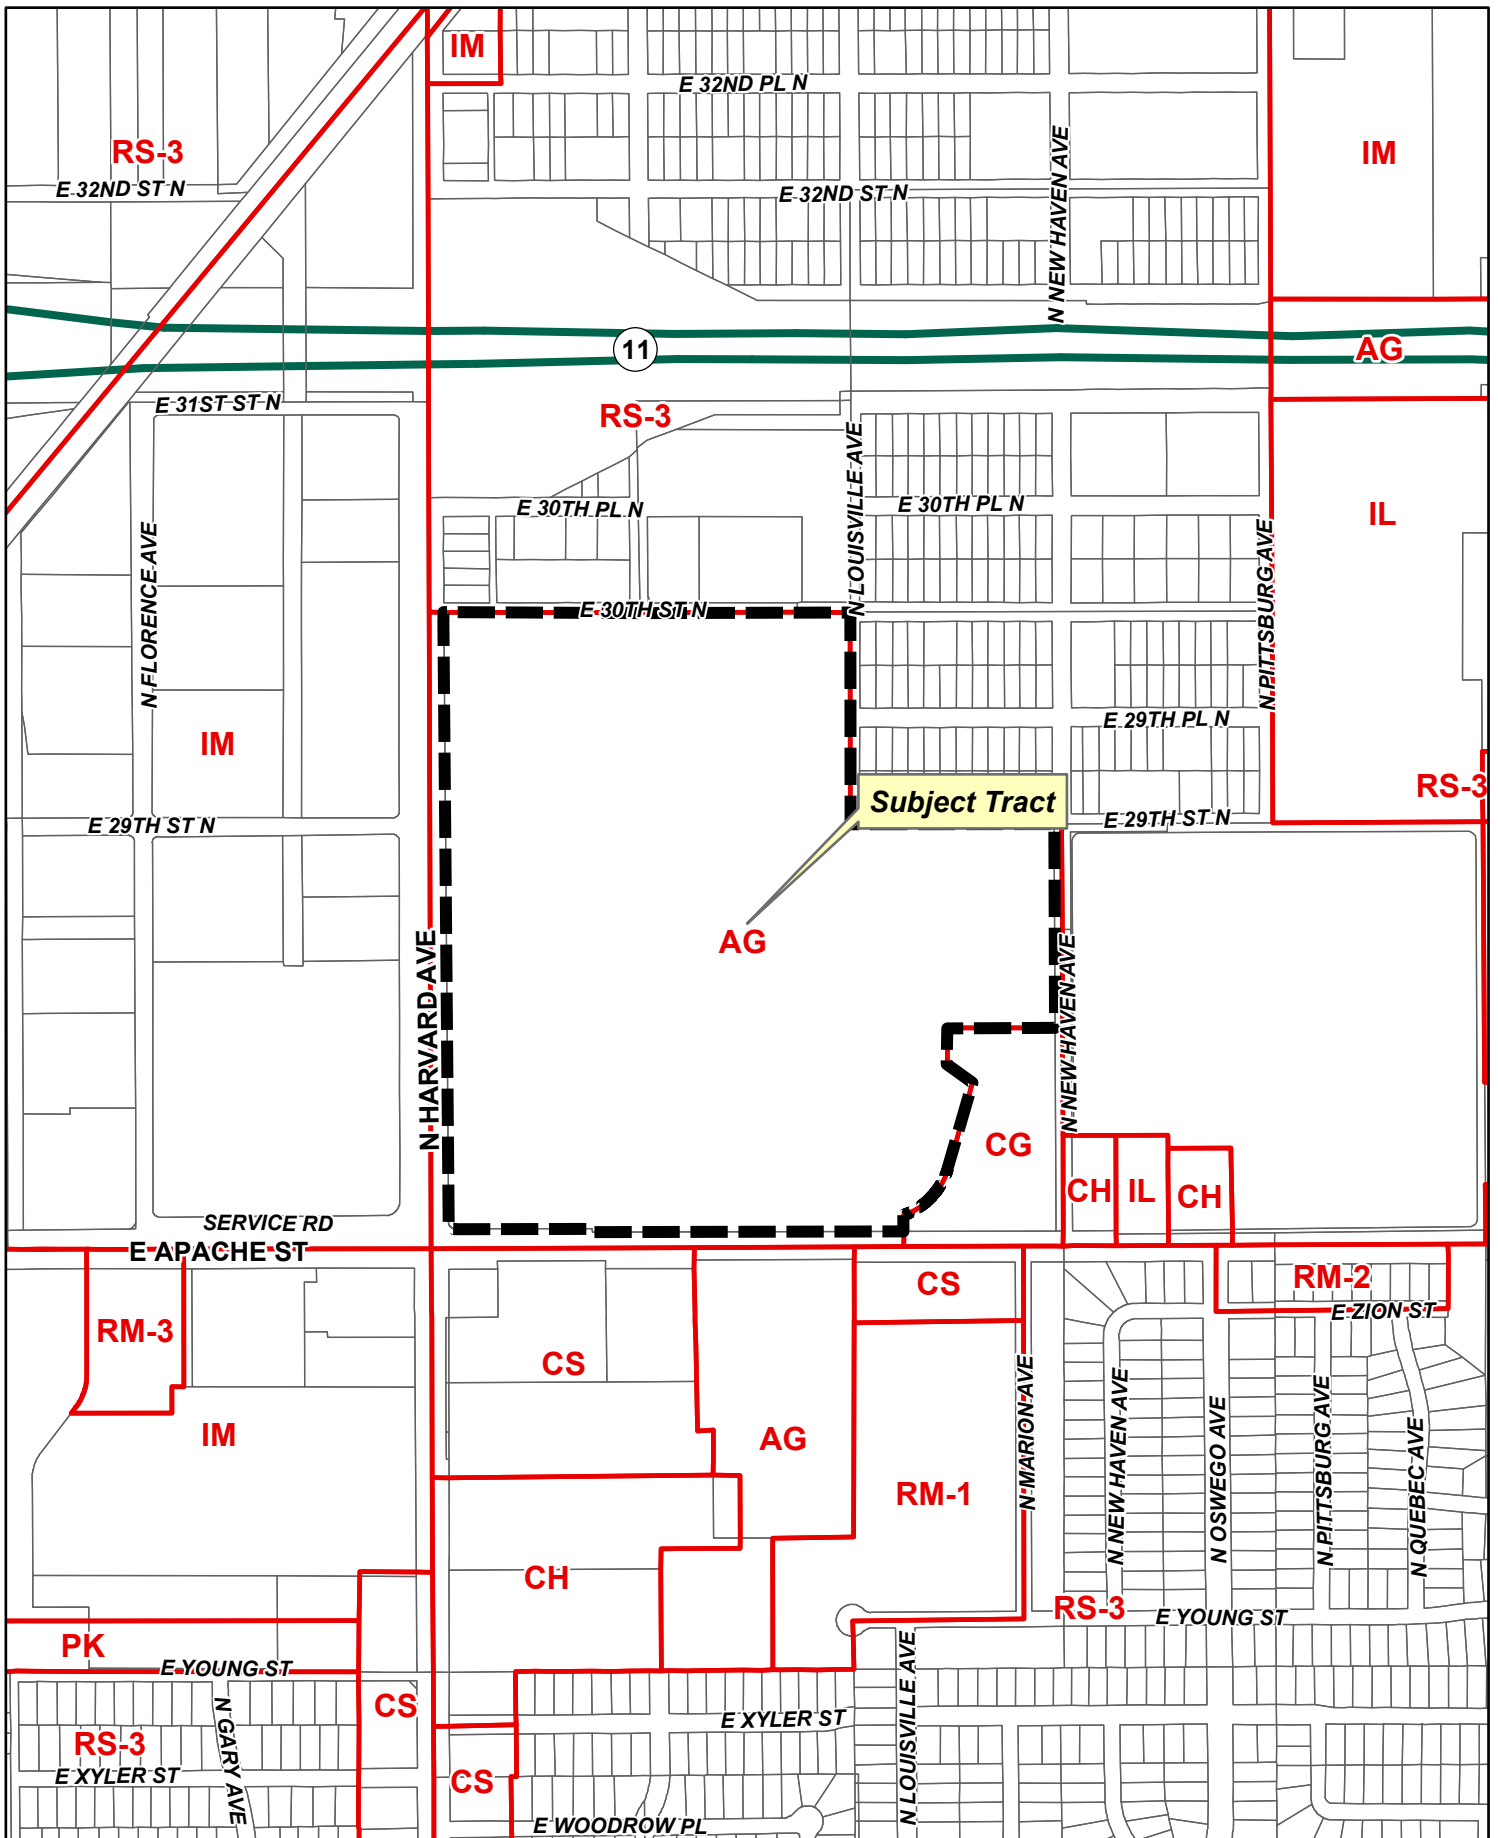 IM
E 32ND PL N
RS-3
IM
E 32ND ST N
E 32ND ST N
N NEW HAVEN AVE
11
AG
E 31ST ST N
RS-3
N LOUISVILLE AVE
E 30TH PL N
E 30TH PL N
IL
N FLORENCE AVE
N PITTSBURG AVE
E 30TH ST N
E 29TH PL N
IM
RS-3
Subject Tract
E 29TH ST N
E 29TH ST N
AG
N HARVARD AVE
N NEW HAVEN AVE
CG
CH
IL
CH
SERVICE RD
E APACHE ST
CS
RM-2
E ZION ST
RM-3
CS
N MARION AVE
N NEW HAVEN AVE
N OSWEGO AVE
N PITTSBURG AVE
N QUEBEC AVE
IM
AG
RM-1
CH
RS-3
E YOUNG ST
PK
E YOUNG ST
N LOUISVILLE AVE
CS
N GARY AVE
E XYLER ST
RS-3
E XYLER ST
CS
E WOODROW PL